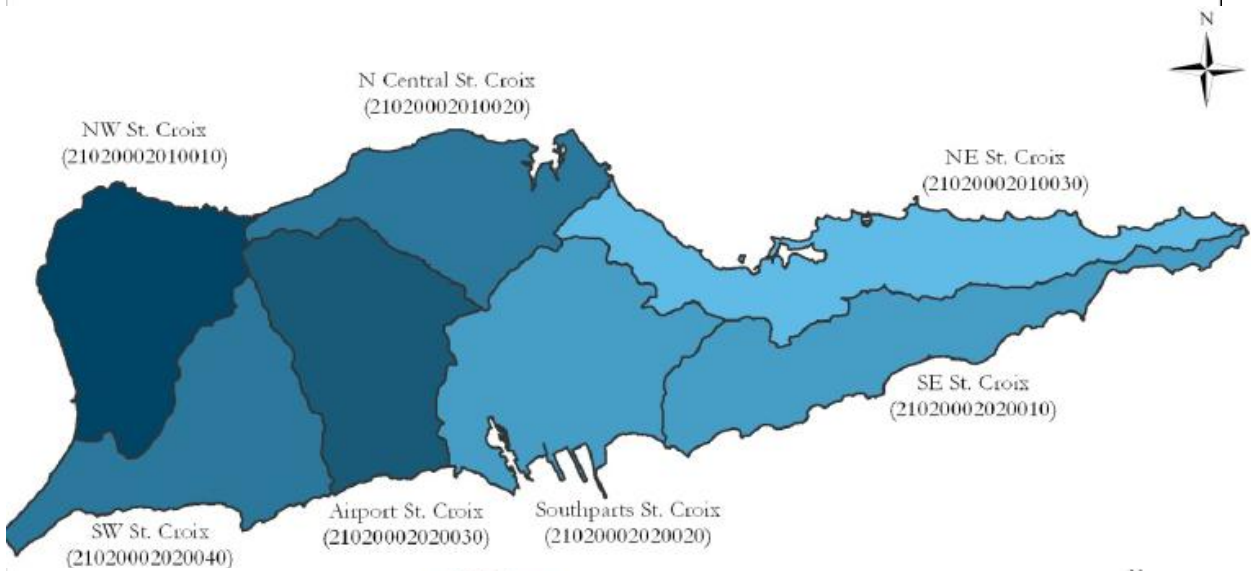 N
N Central St. Croix
(21020002010020)
NW St. Croix
(21020002010010)
NE St. Croix
(21020002010030)
SE St. Croix
(21020002020010)
Airport St. Croix
(21020002020030)
Southparts St. Croix
(21020002020020)
SW St. Croix
(21020002020040)